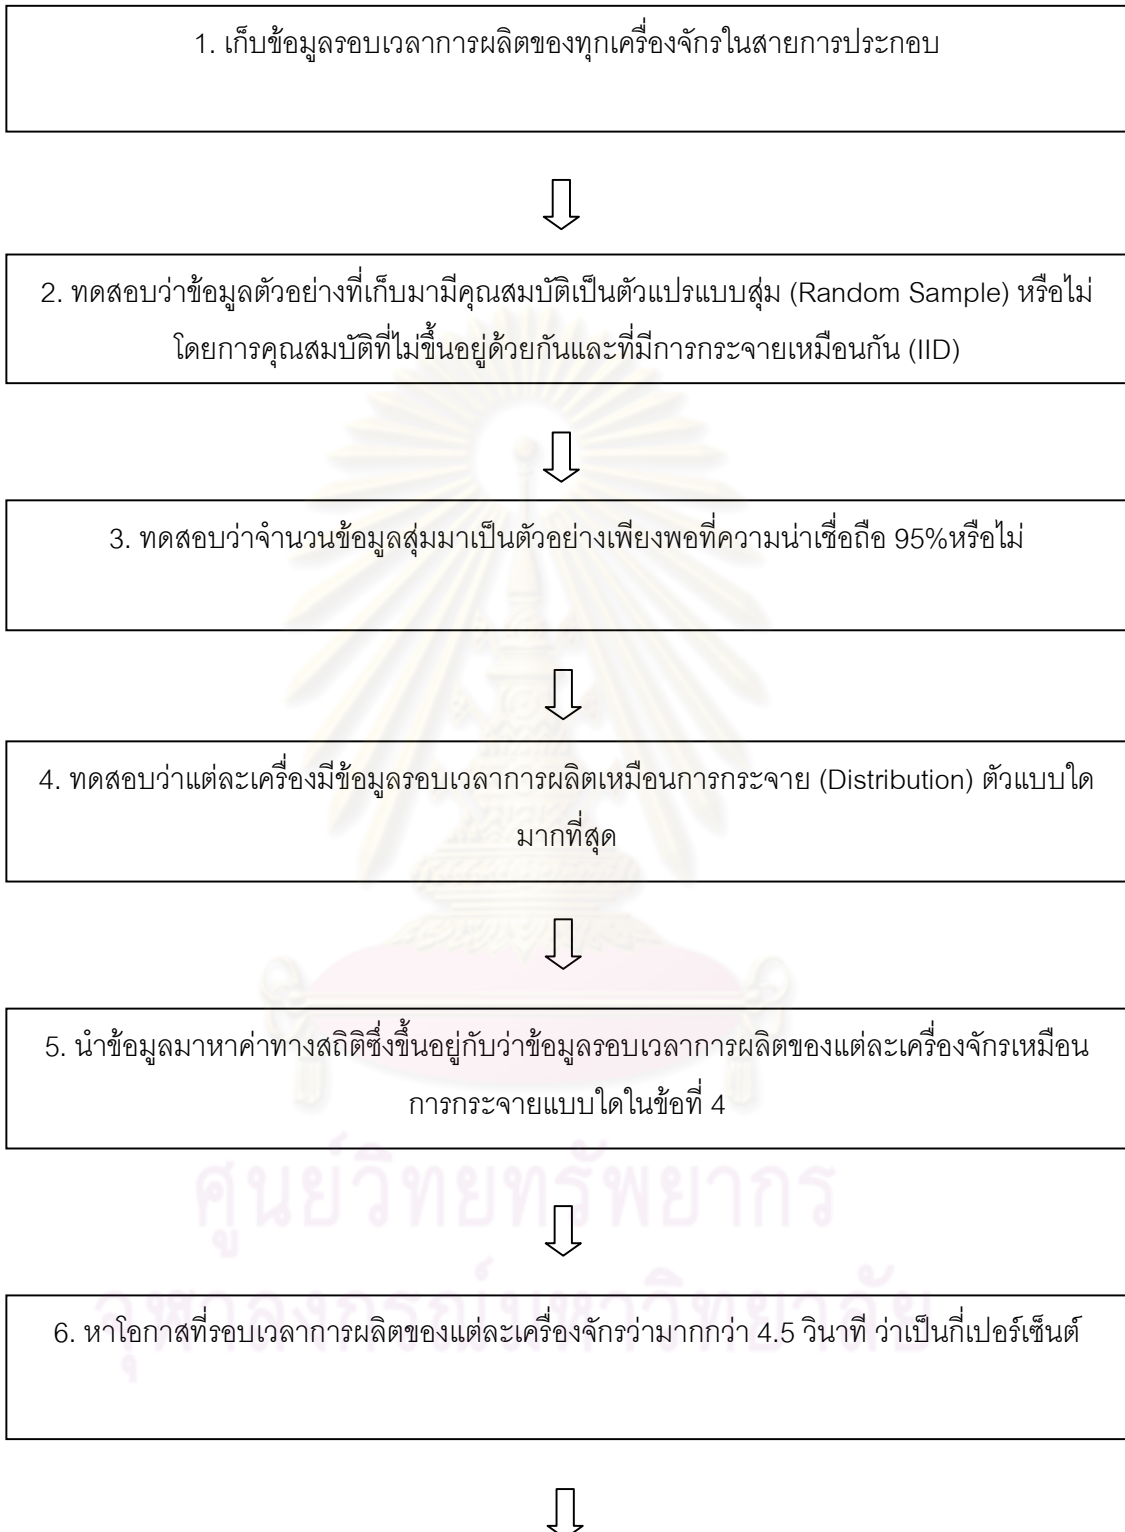 1. เก็บข้อมูลรอบเวลาการผลิตของทุกเครื่องจักรในสายการประกอบ
2. ทดสอบว่าข้อมูลตัวอย่างที่เก็บมามีคุณสมบัติเป็นตัวแปรแบบสุ่ม (Random Sample) หรือไม่
โดยการคุณสมบัติที่ไม่ขึ้นอยู่ด้วยกันและที่มีการกระจายเหมือนกัน (IID)
3. ทดสอบว่าจำนวนข้อมูลสุ่มมาเป็นตัวอย่างเพียงพอที่ความน่าเชื่อถือ 95%หรือไม่
4. ทดสอบว่าแต่ละเครื่องมีข้อมูลรอบเวลาการผลิตเหมือนการกระจาย (Distribution) ตัวแบบใด
มากที่สุด
5. นำข้อมูลมาหาค่าทางสถิติซึ่งขึ้นอยู่กับว่าข้อมูลรอบเวลาการผลิตของแต่ละเครื่องจักรเหมือน
การกระจายแบบใดในข้อที่ 4
ศูนย์วิทยทรัพยากร
จุฬาลงกรณ์มหาวิทยาลัย
6. หาโอกาสที่รอบเวลาการผลิตของแต่ละเครื่องจักรว่ามากกว่า 4.5 วินาที ว่าเป็นกี่เปอร์เซ็นต์